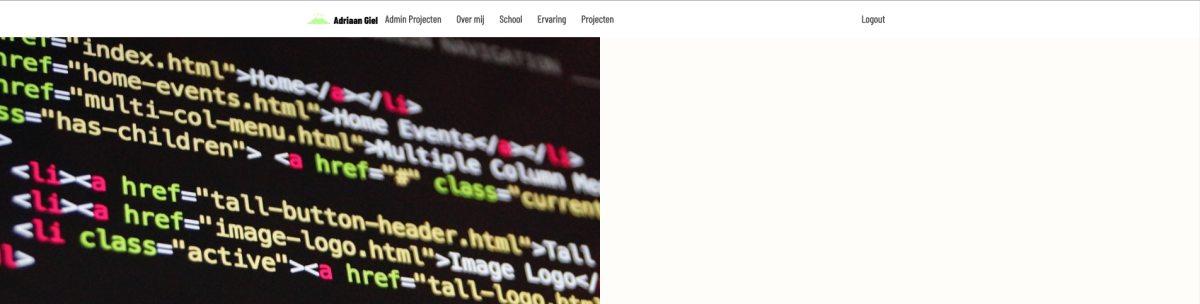 Adriaan Giel Admin Projecten Over mij School Ervaring Projecten Logout
href="index.html">Home</a></li>
href="home-events.html">Home Events</a></li>
href="multi-col-menu.html">Multiple Column Me
ss="has-children"> <a href="#" class="current
>
<li><a href="tall-button-header.html">Tall
<li><a href="image-logo.html">Image Logo</
<li class="active"><a href="tall-logo.html
l>